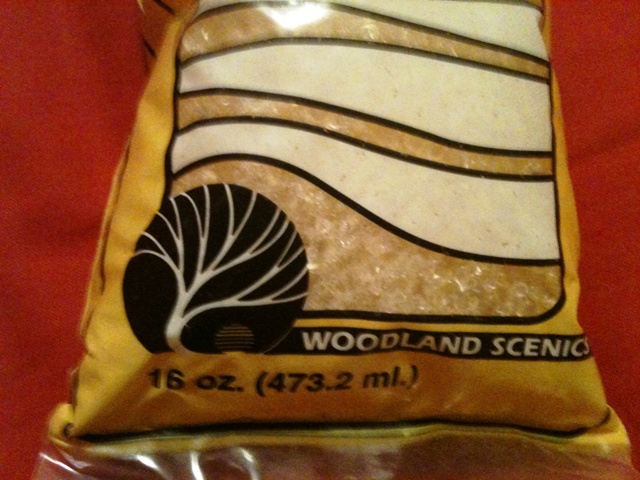 WOODLAND SCENICS
16 oz. (473.2 ml.)